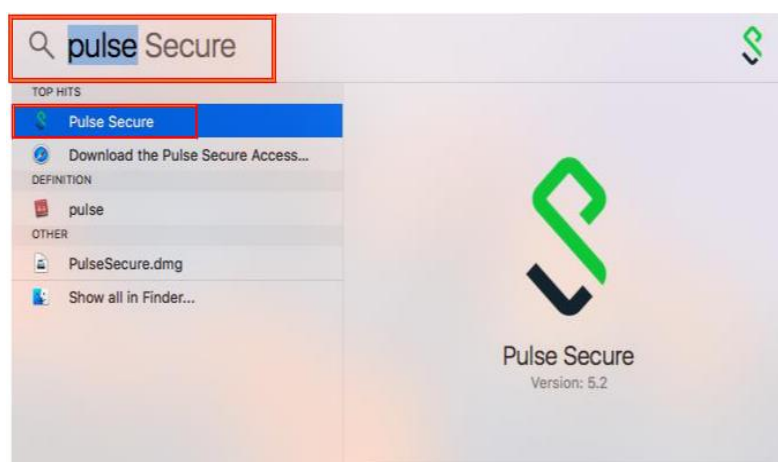 pulse Secure
TOP HITS
Pulse Secure
Download the Pulse Secure Access...
DEFINITION
pulse
OTHER
PulseSecure.dmg
Show all in Finder...
Pulse Secure
Version: 5.2